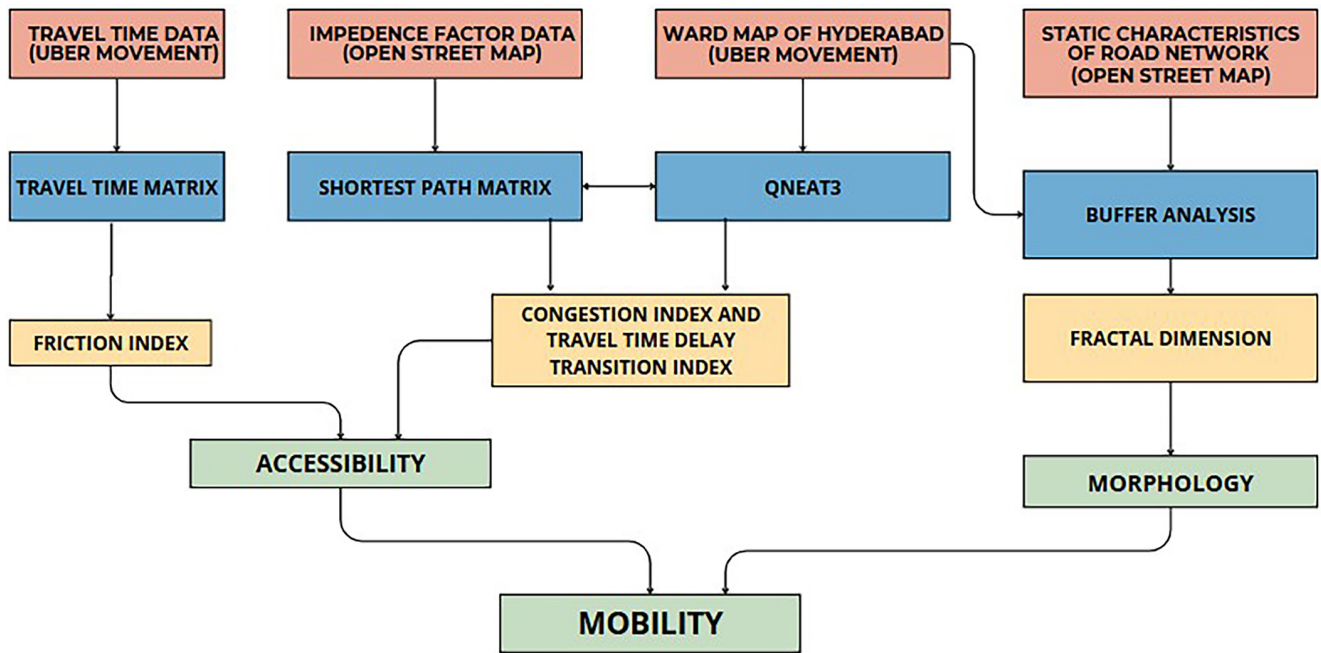 TRAVEL TIME DATA
(UBER MOVEMENT)
IMPEDENCE FACTOR DATA
(OPEN STREET MAP)
WARD MAP OF HYDERABAD
(UBER MOVEMENT)
STATIC CHARACTERISTICS
OF ROAD NETWORK
(OPEN STREET MAP)
TRAVEL TIME MATRIX
SHORTEST PATH MATRIX
QNEAT3
BUFFER ANALYSIS
FRICTION INDEX
CONGESTION INDEX AND
TRAVEL TIME DELAY
TRANSITION INDEX
FRACTAL DIMENSION
ACCESSIBILITY
MORPHOLOGY
MOBILITY